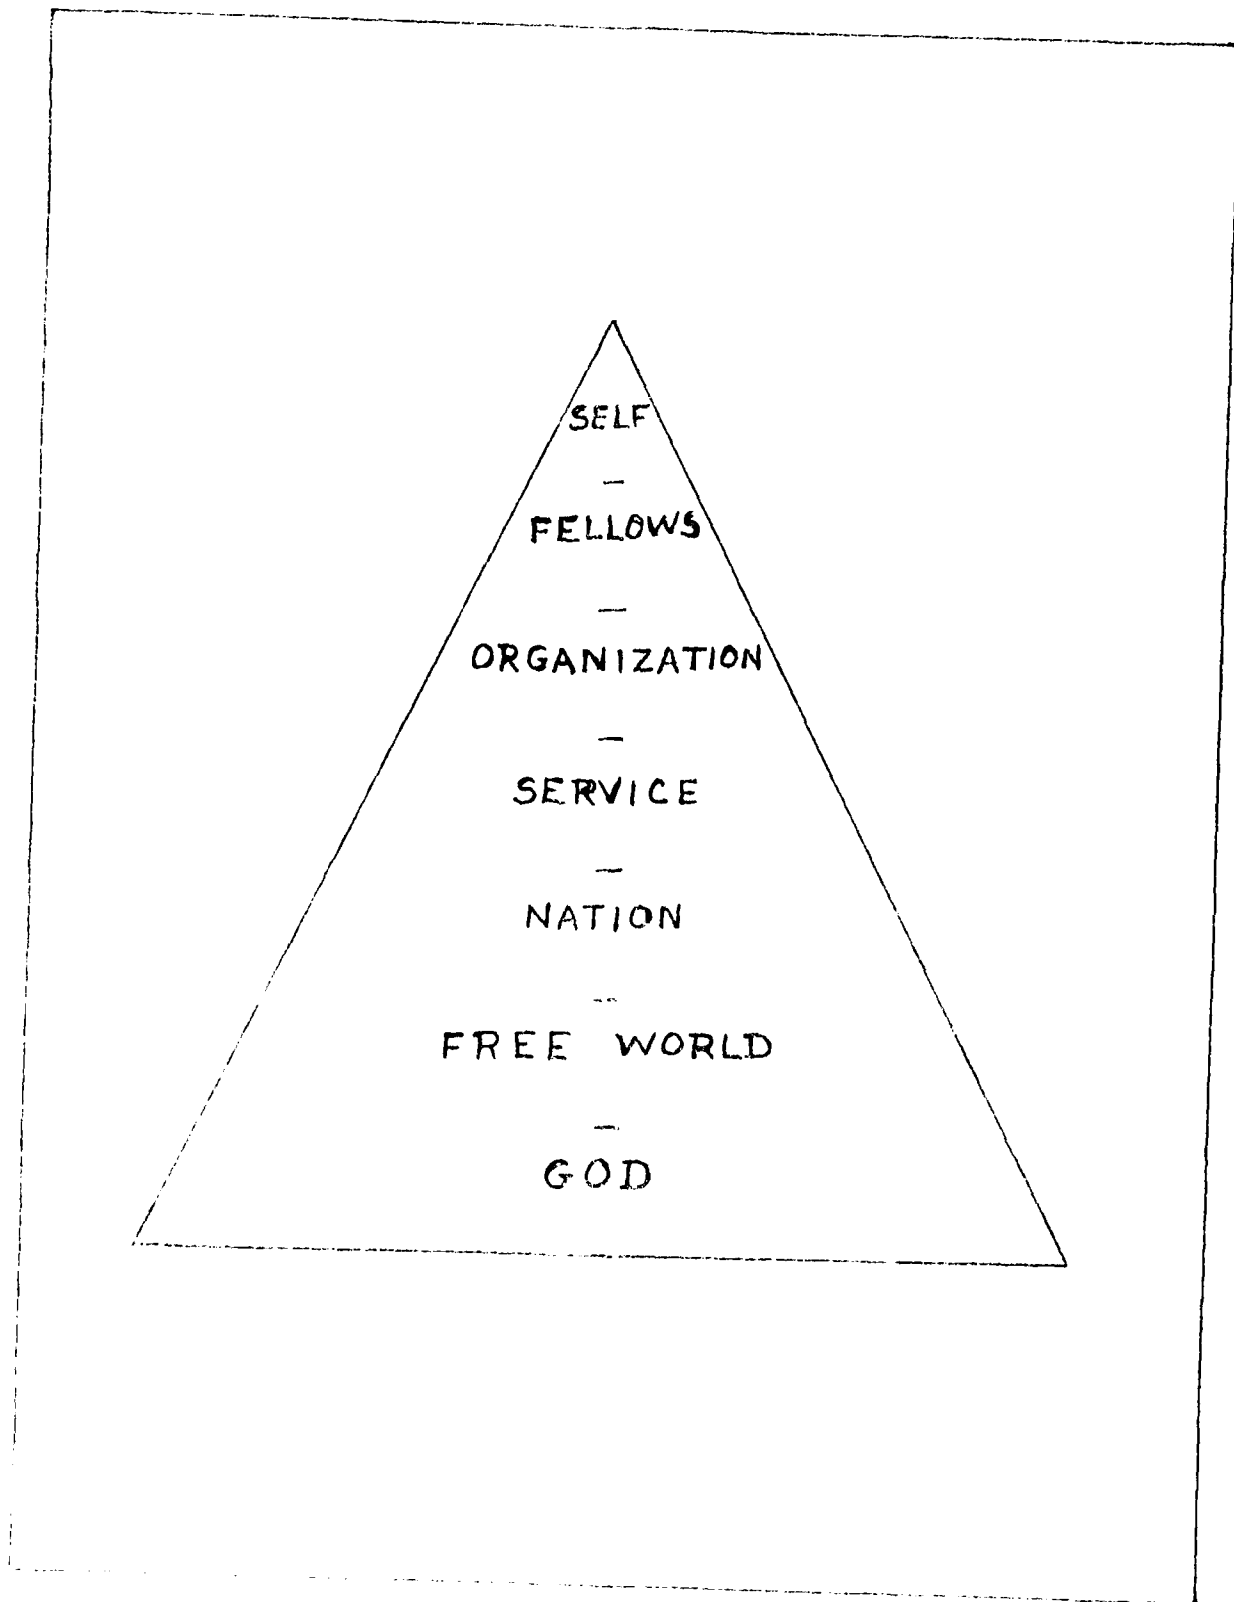 SELF
—
FELLOWS
—
ORGANIZATION
—
SERVICE
—
NATION
—
FREE WORLD
—
GOD